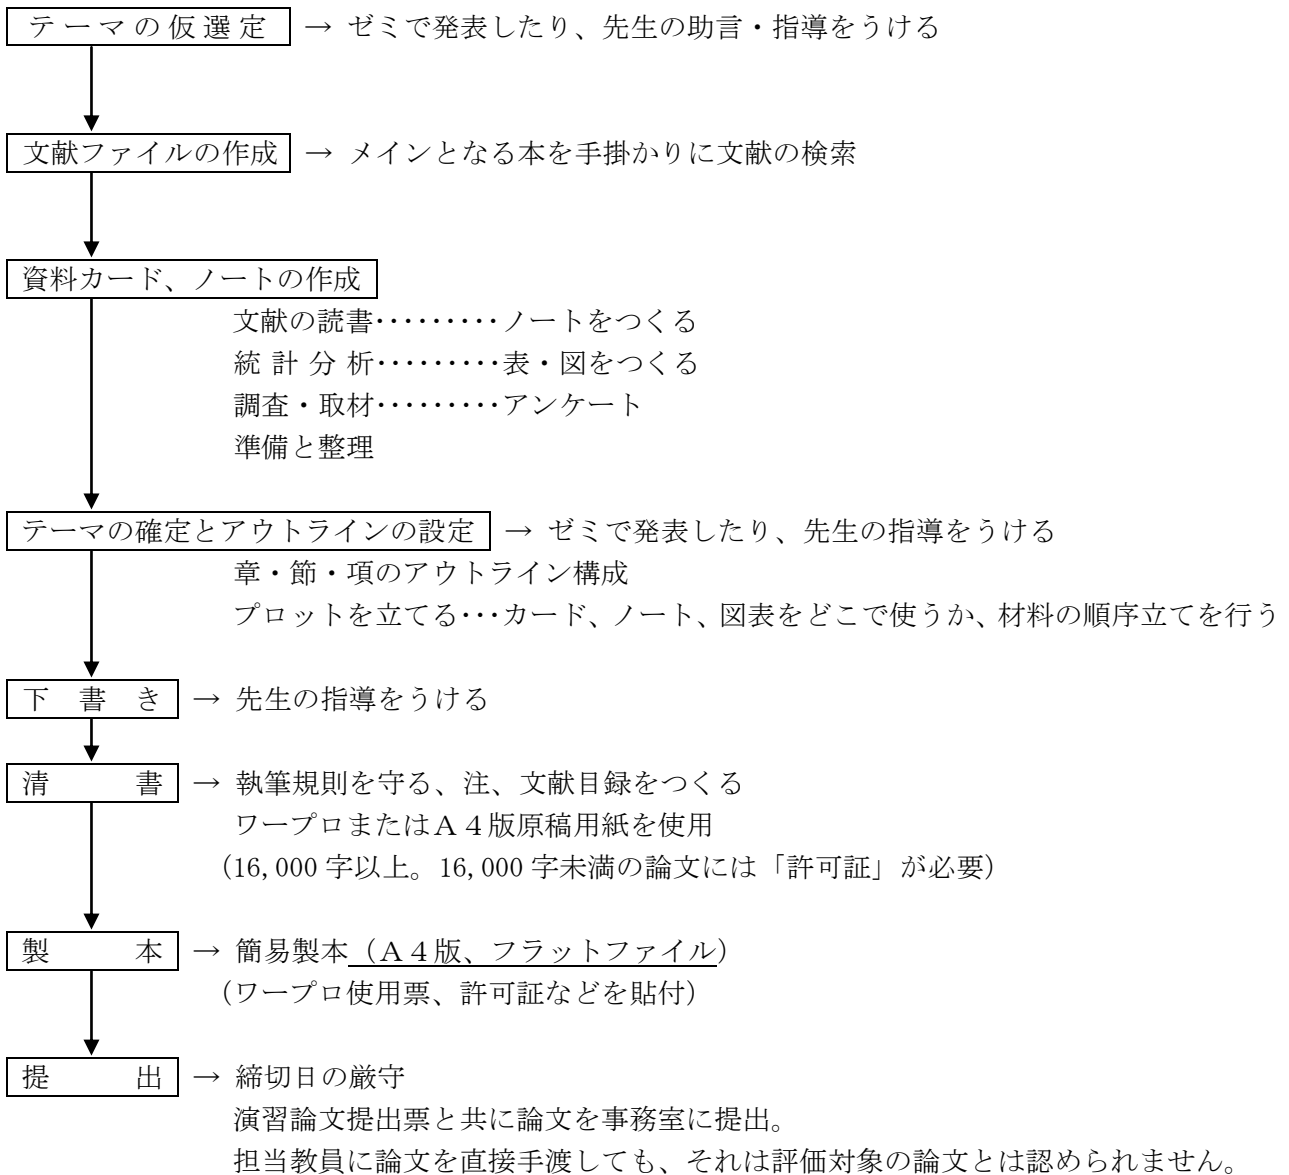 テーマの仮選定 → ゼミで発表したり、先生の助言・指導をうける
文献ファイルの作成 → メインとなる本を手掛かりに文献の検索
資料カード、ノートの作成
文献の読書･････････ノートをつくる
統 計 分 析･････････表・図をつくる
調査・取材･････････アンケート
準備と整理
テーマの確定とアウトラインの設定 → ゼミで発表したり、先生の指導をうける
章・節・項のアウトライン構成
プロットを立てる･･･カード、ノート、図表をどこで使うか、材料の順序立てを行う
下 書 き → 先生の指導をうける
清 書 → 執筆規則を守る、注、文献目録をつくる
ワープロまたはA4版原稿用紙を使用
(16,000 字以上。16,000 字未満の論文には「許可証」が必要)
製 本 → 簡易製本（A4版、フラットファイル)
(ワープロ使用票、許可証などを貼付)
提 出 → 締切日の厳守
演習論文提出票と共に論文を事務室に提出。
担当教員に論文を直接手渡しても、それは評価対象の論文とは認められません。